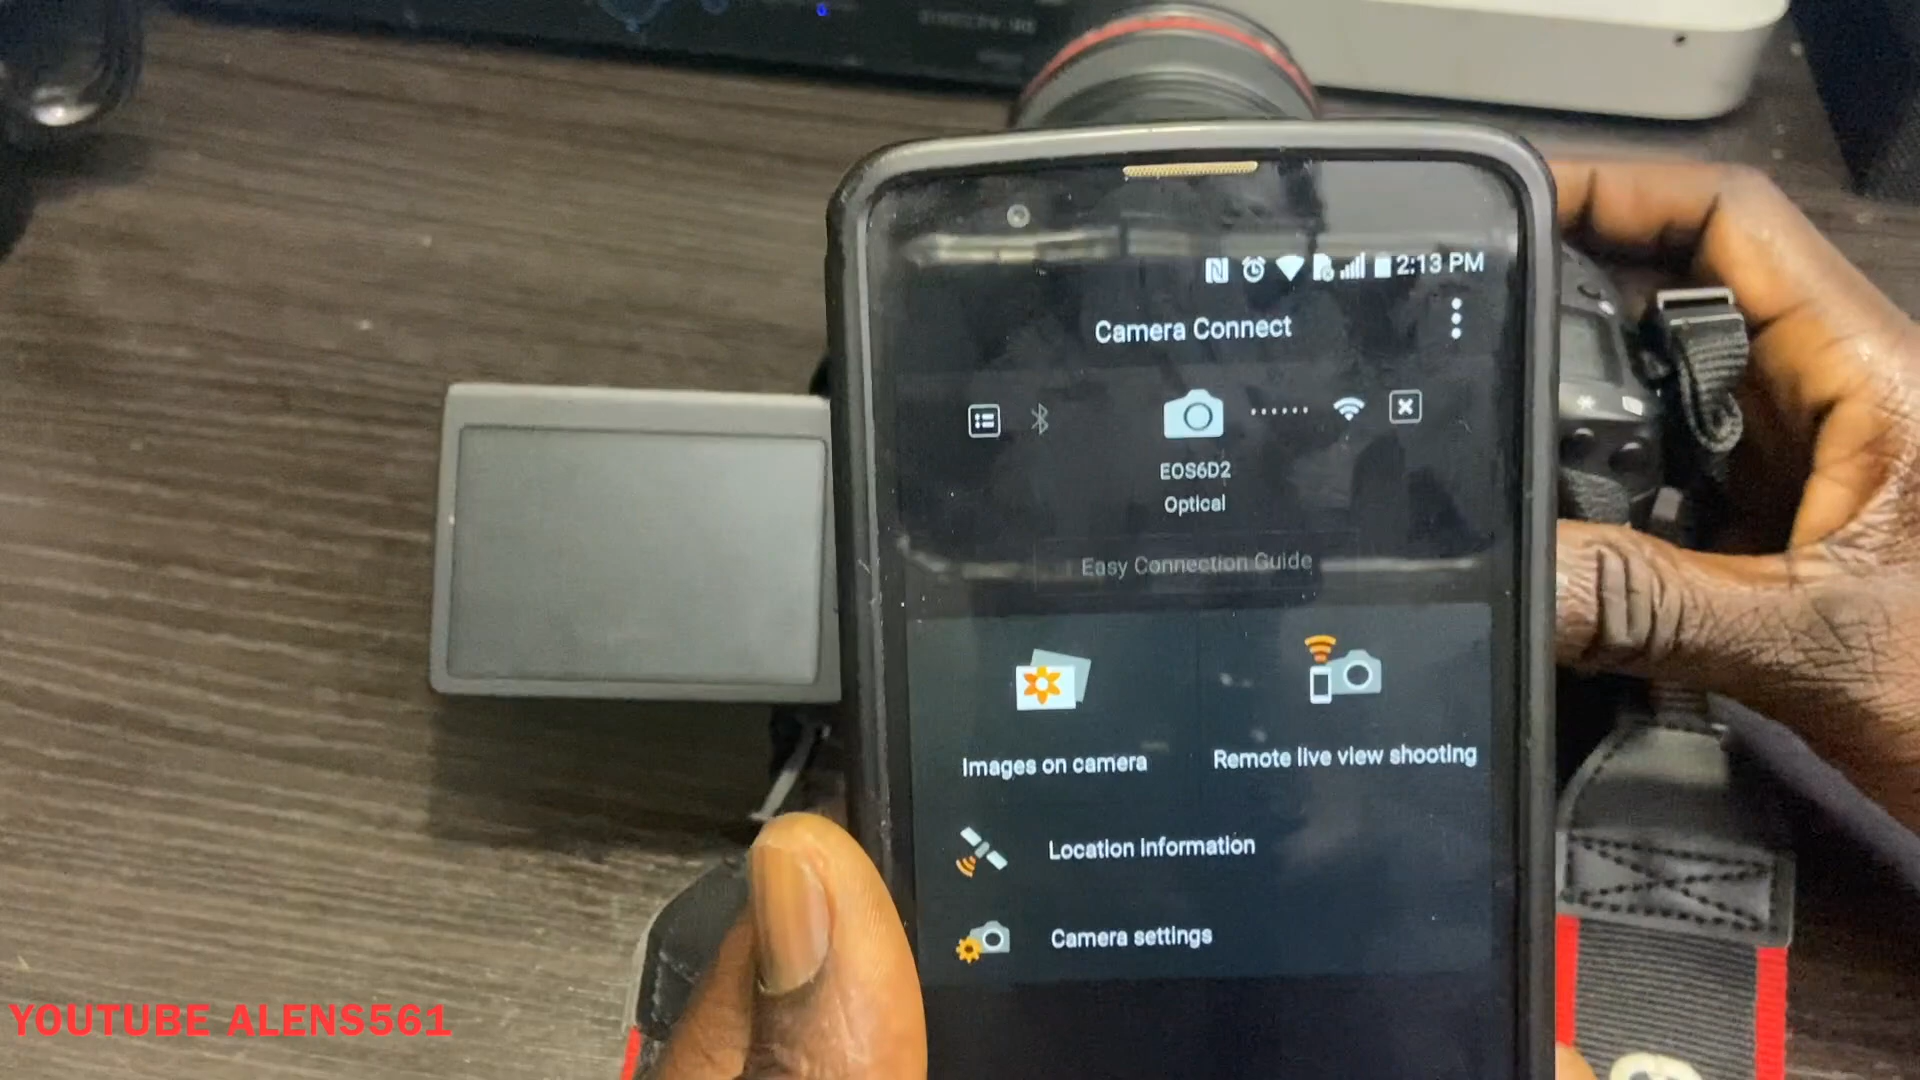 2:13 PM
Camera Connect
EOS6D2
Optical
Easy Connection Guide
Images on camera
Remote live view shooting
Location information
Camera settings
YOUTUBE ALENS561